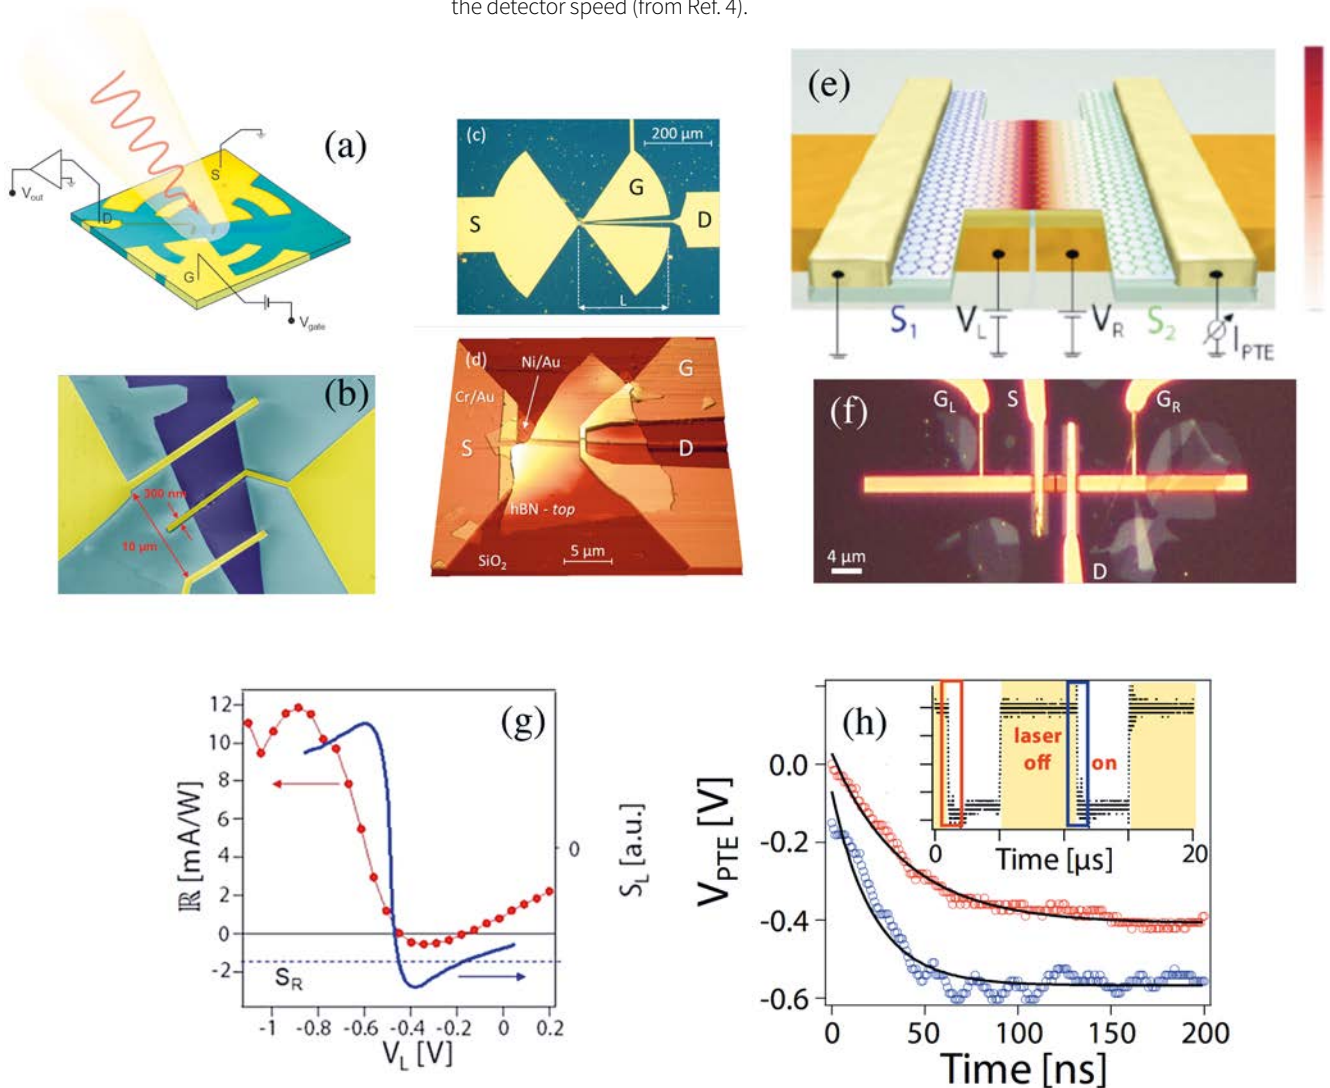 the detector speed (from Ref. 4).
(a)
S
V_out
D
G
V_gate
(b)
300 nm
10 µm
(c)
200 µm
G
S
D
L
(d)
Ni/Au
G
Cr/Au
S
D
hBN - top
SiO₂
5 µm
(e)
S₁
V_L
V_R
S₂
I_PTE
(f)
G_L
S
G_R
4 µm
D
(g)
12
10
8
6
4
2
0
-2
ℝ [mA/W]
0
S_L [a.u.]
S_R
-1 -0.8 -0.6 -0.4 -0.2 0 0.2
V_L [V]
(h)
laser
off
on
0 20
Time [µs]
0.0
-0.2
-0.4
-0.6
V_PTE [V]
0 50 100 150 200
Time [ns]